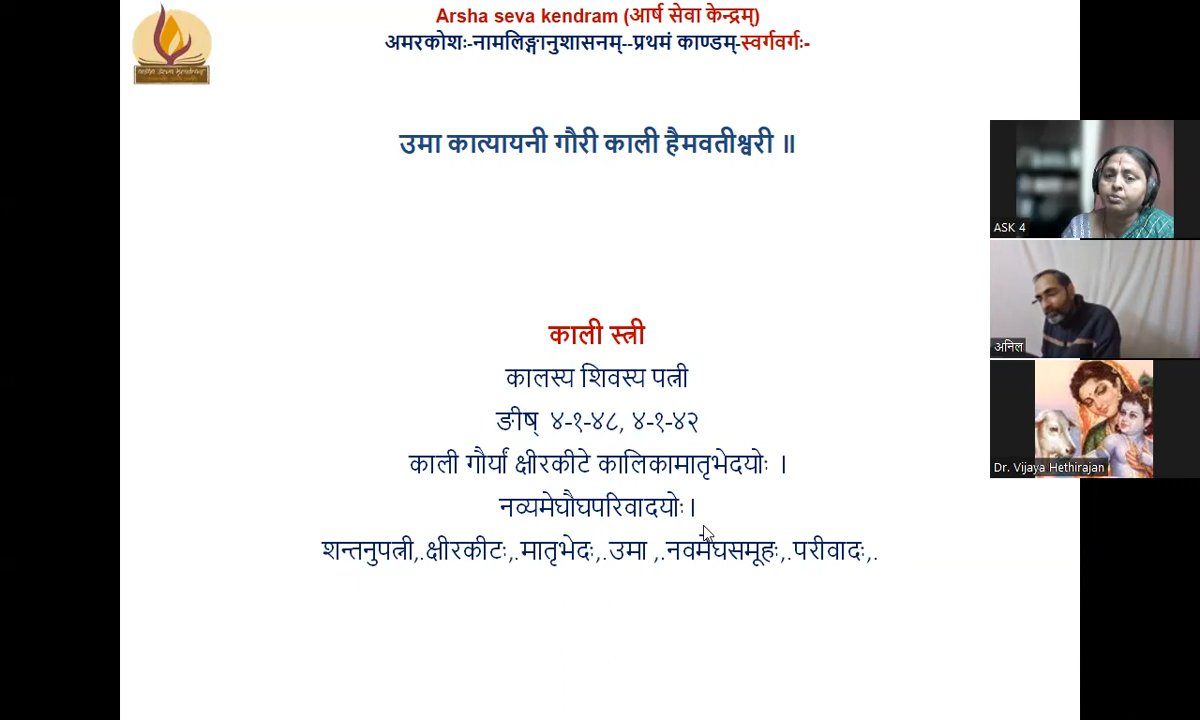 Arsha seva kendram (आर्ष सेवा केन्द्रम्)
अमरकोशः-नामलिङ्गानुशासनम्--प्रथमं काण्डम्-स्वर्गवर्गः-
उमा कात्यायनी गौरी काली हैमवतीश्वरी ॥
काली स्त्री
कालस्य शिवस्य पत्नी
ङीष् ४-१-४८, ४-१-४२
काली गौर्यां क्षीरकीटे कालिकामातृभेदयोः ।
नव्यमेघौघपरिवादयोः ।
शन्तनुपत्नी,.क्षीरकीटः,.मातृभेदः,.उमा ,.नवमेघसमूहः,.परीवादः,.
ASK 4
अनिल
Dr. Vijaya Hethirajan